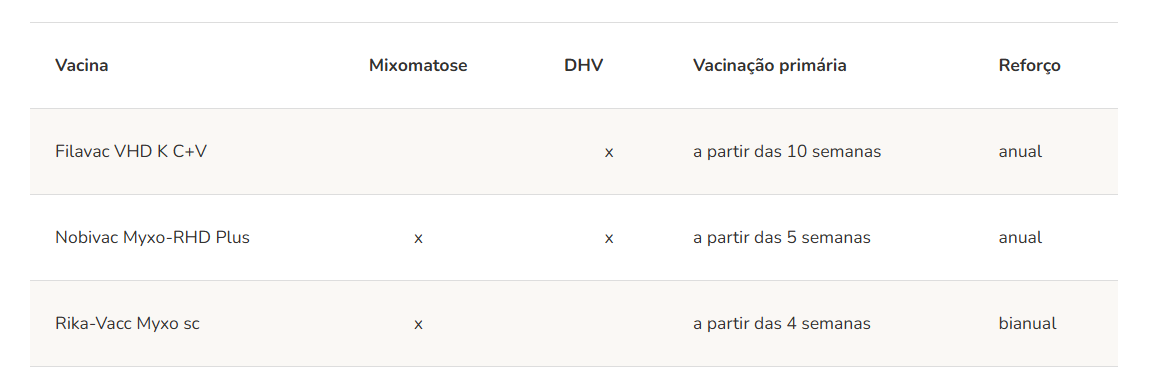 Vacina Mixomatose DHV Vacinação primária Reforço
Filavac VHD K C+V x a partir das 10 semanas anual
Nobivac Myxo-RHD Plus x x a partir das 5 semanas anual
Rika-Vacc Myxo sc x a partir das 4 semanas bianual